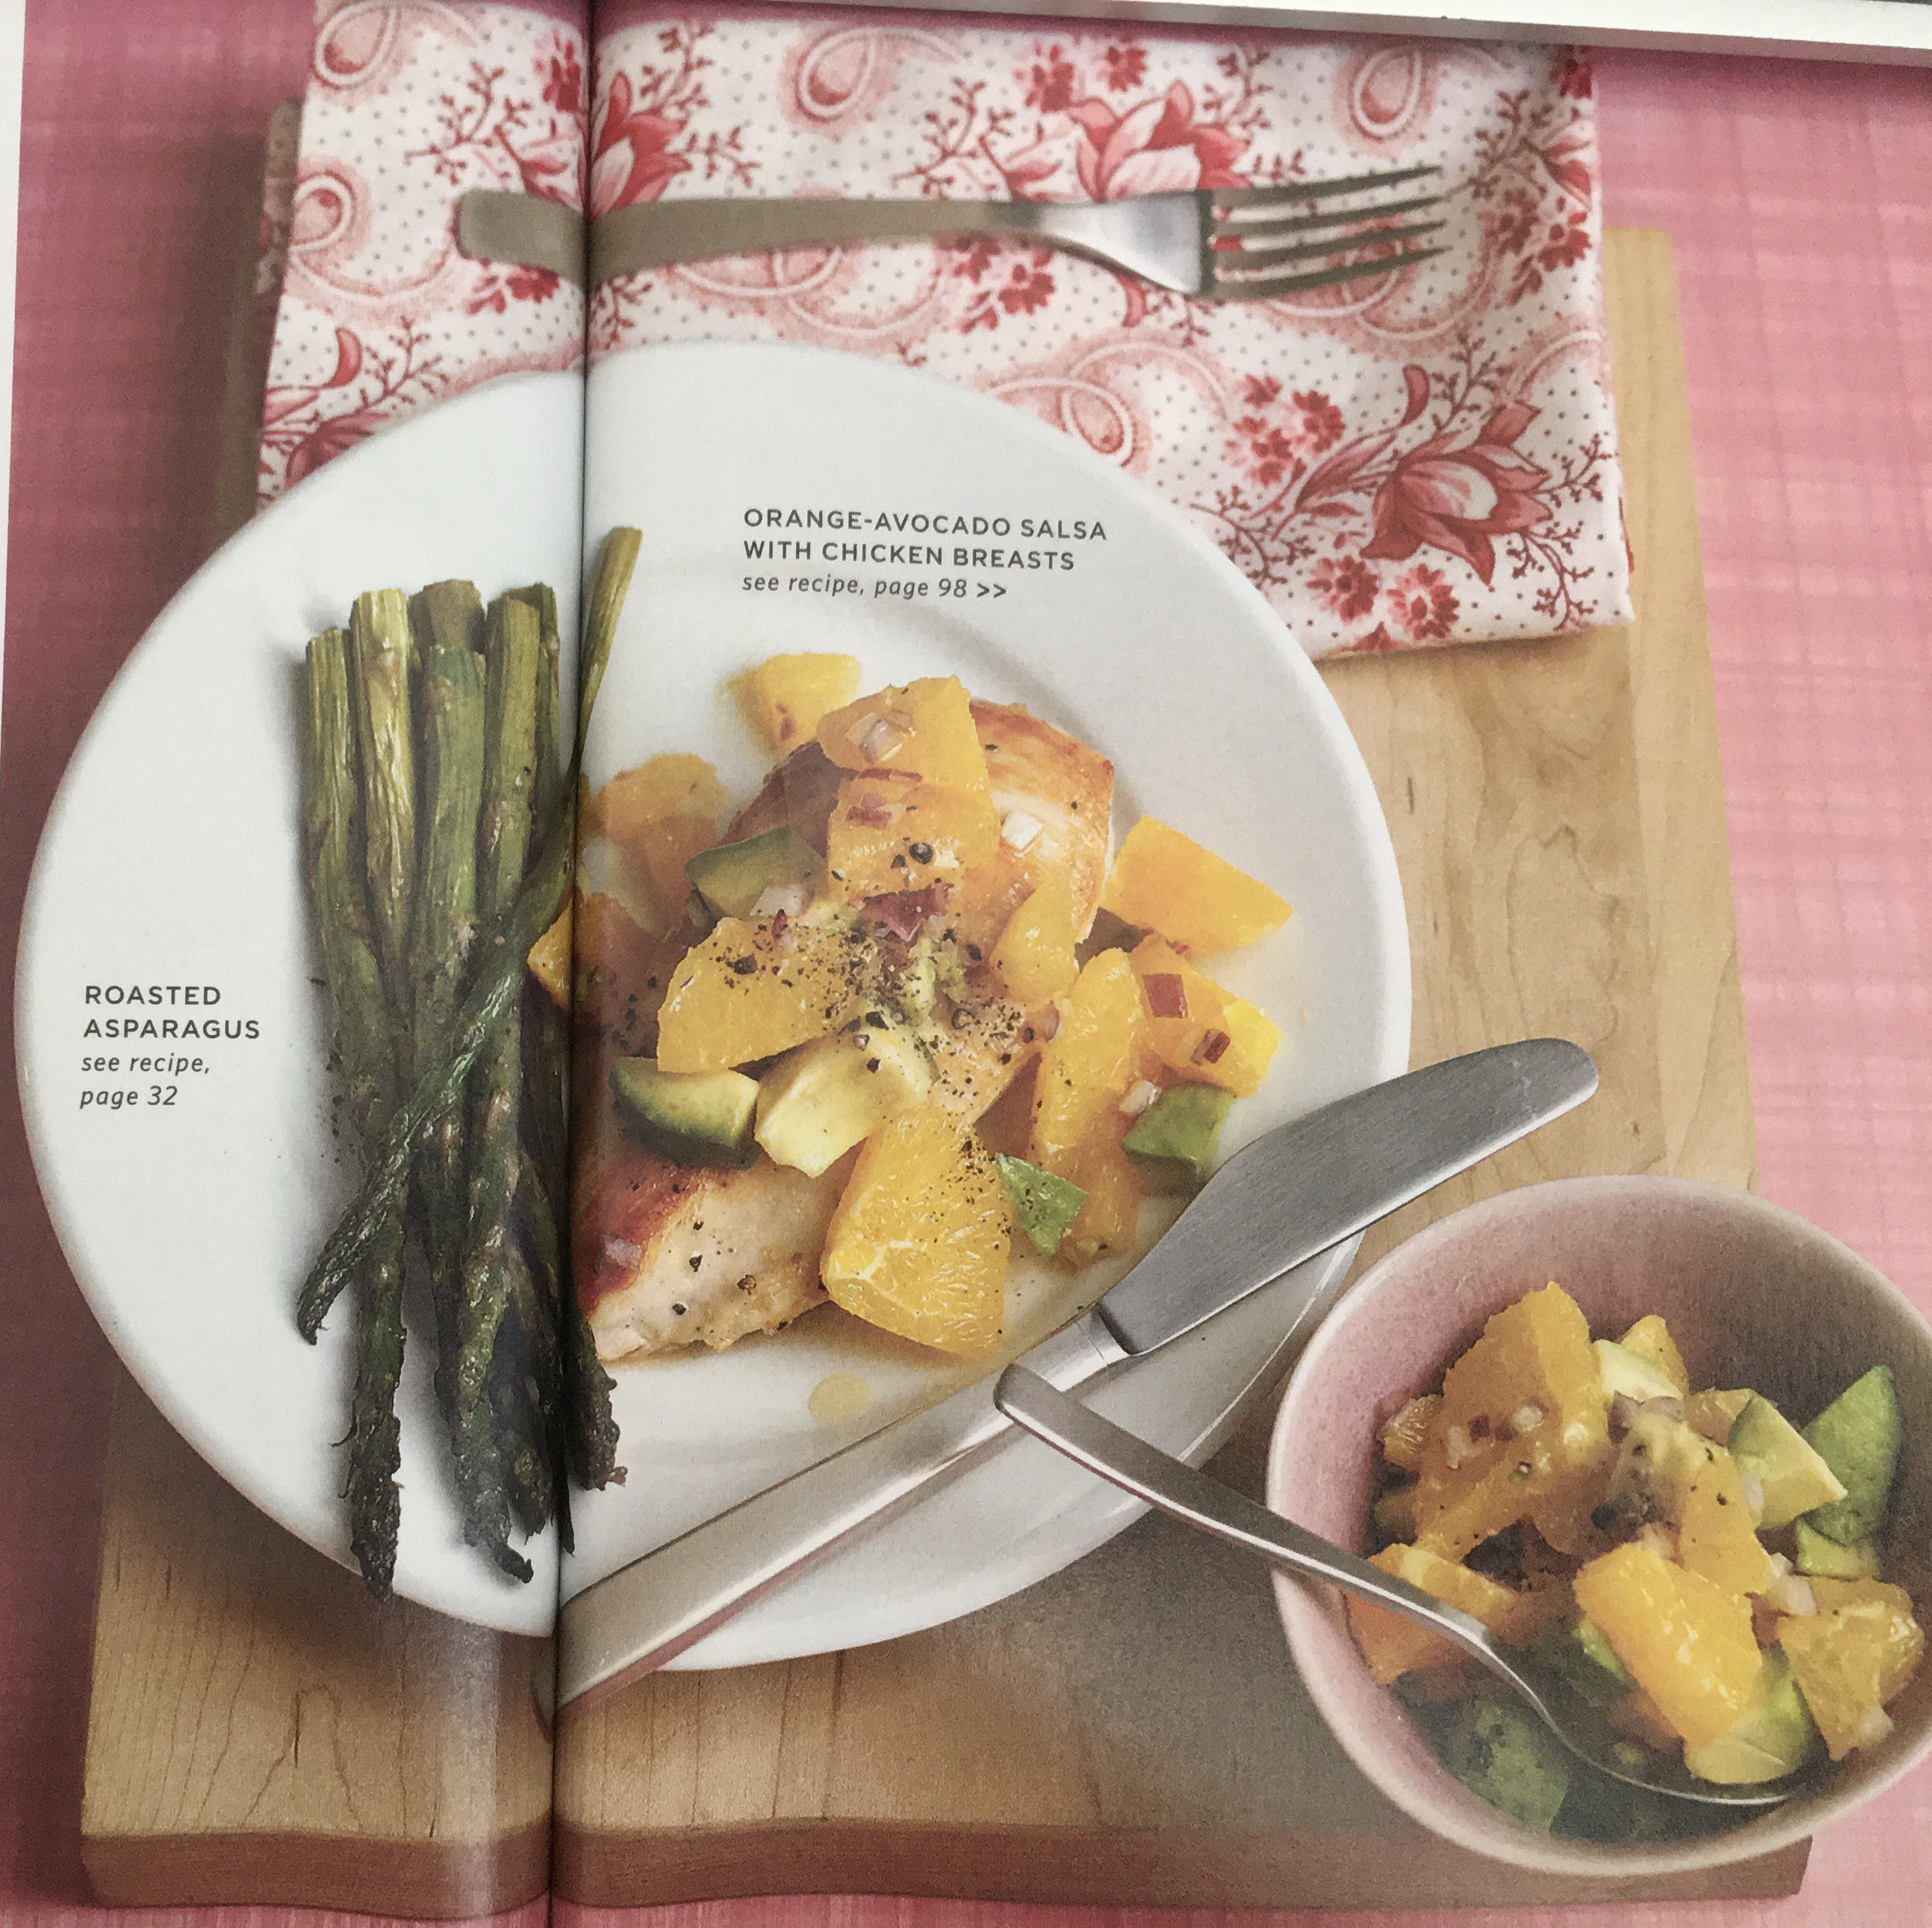 ORANGE-AVOCADO SALSA
WITH CHICKEN BREASTS
see recipe, page 98 >>
ROASTED
ASPARAGUS
see recipe,
page 32